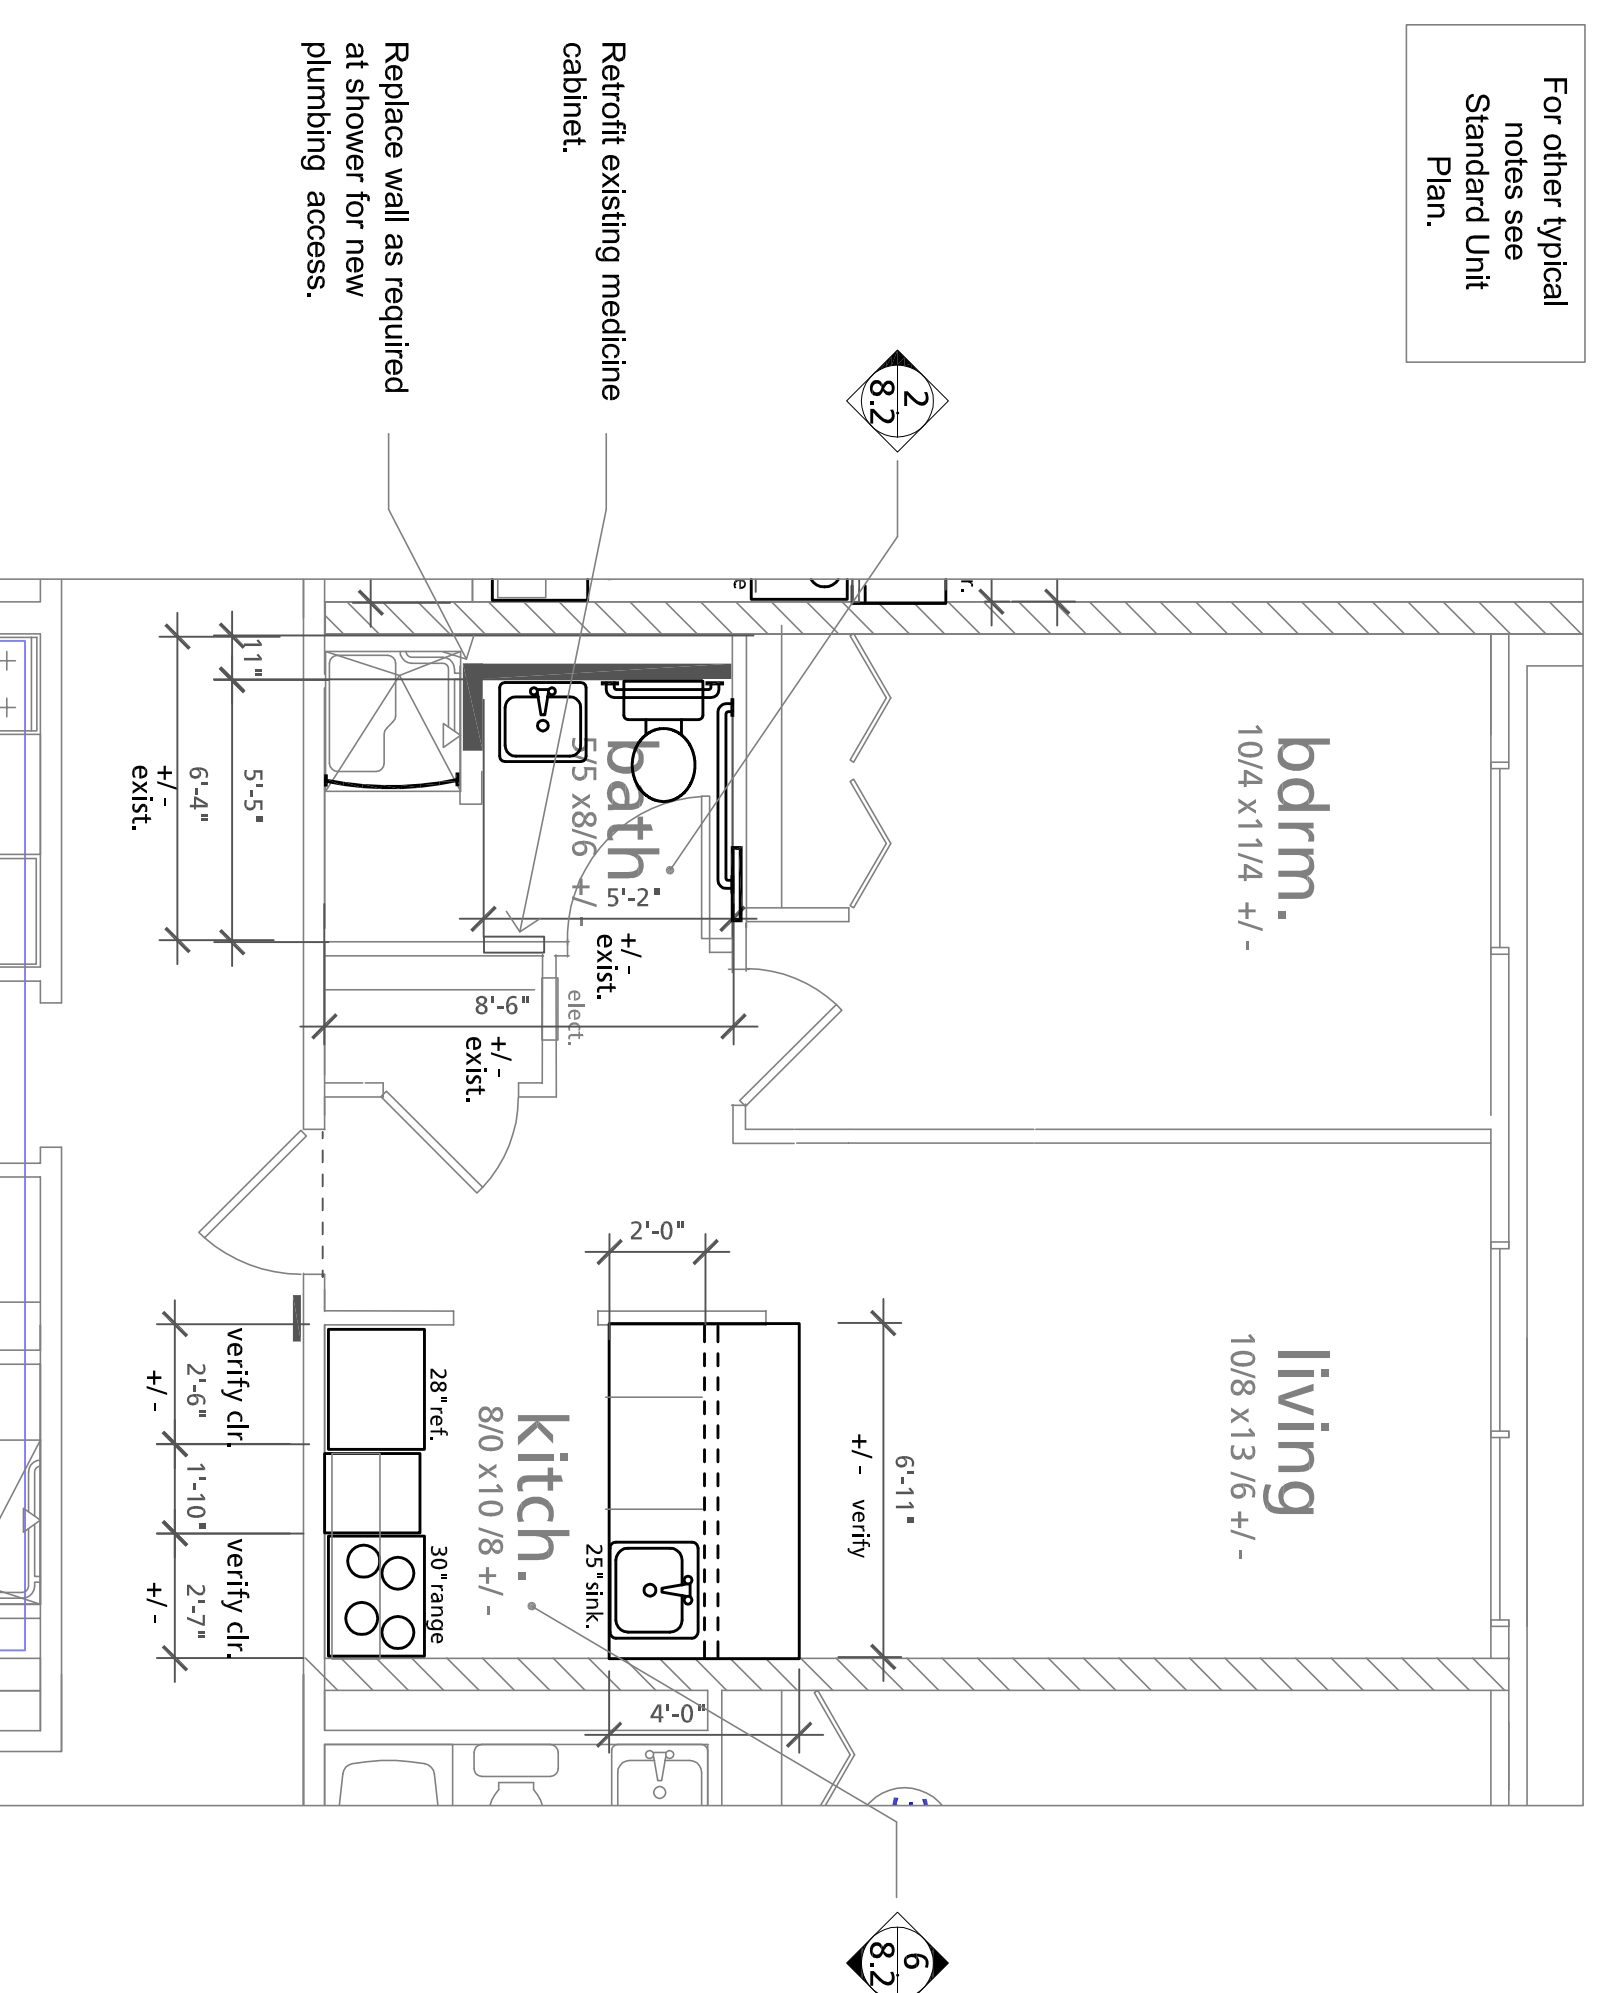 For other typical
notes see
Standard Unit
Plan.
2
8.2
Retrofit existing medicine
cabinet.
Replace wall as required
at shower for new
plumbing access.
e
r.
bdrm.
10/4 x11/4 +/-
bath.
5/5 x8/6 +/-
5'-2"
+/-
exist.
11"
5'-5"
6'-4"
+/-
exist.
elect.
8'-6"
+/-
exist.
living
10/8 x13/6 +/-
2'-0"
6'-11"
+/- verify
kitch.
8/0 x10/8 +/-
28" ref.
30" range
25" sink.
verify clr.
2'-6"
+/-
1'-10"
verify clr.
2'-7"
+/-
4'-0"
6
8.2